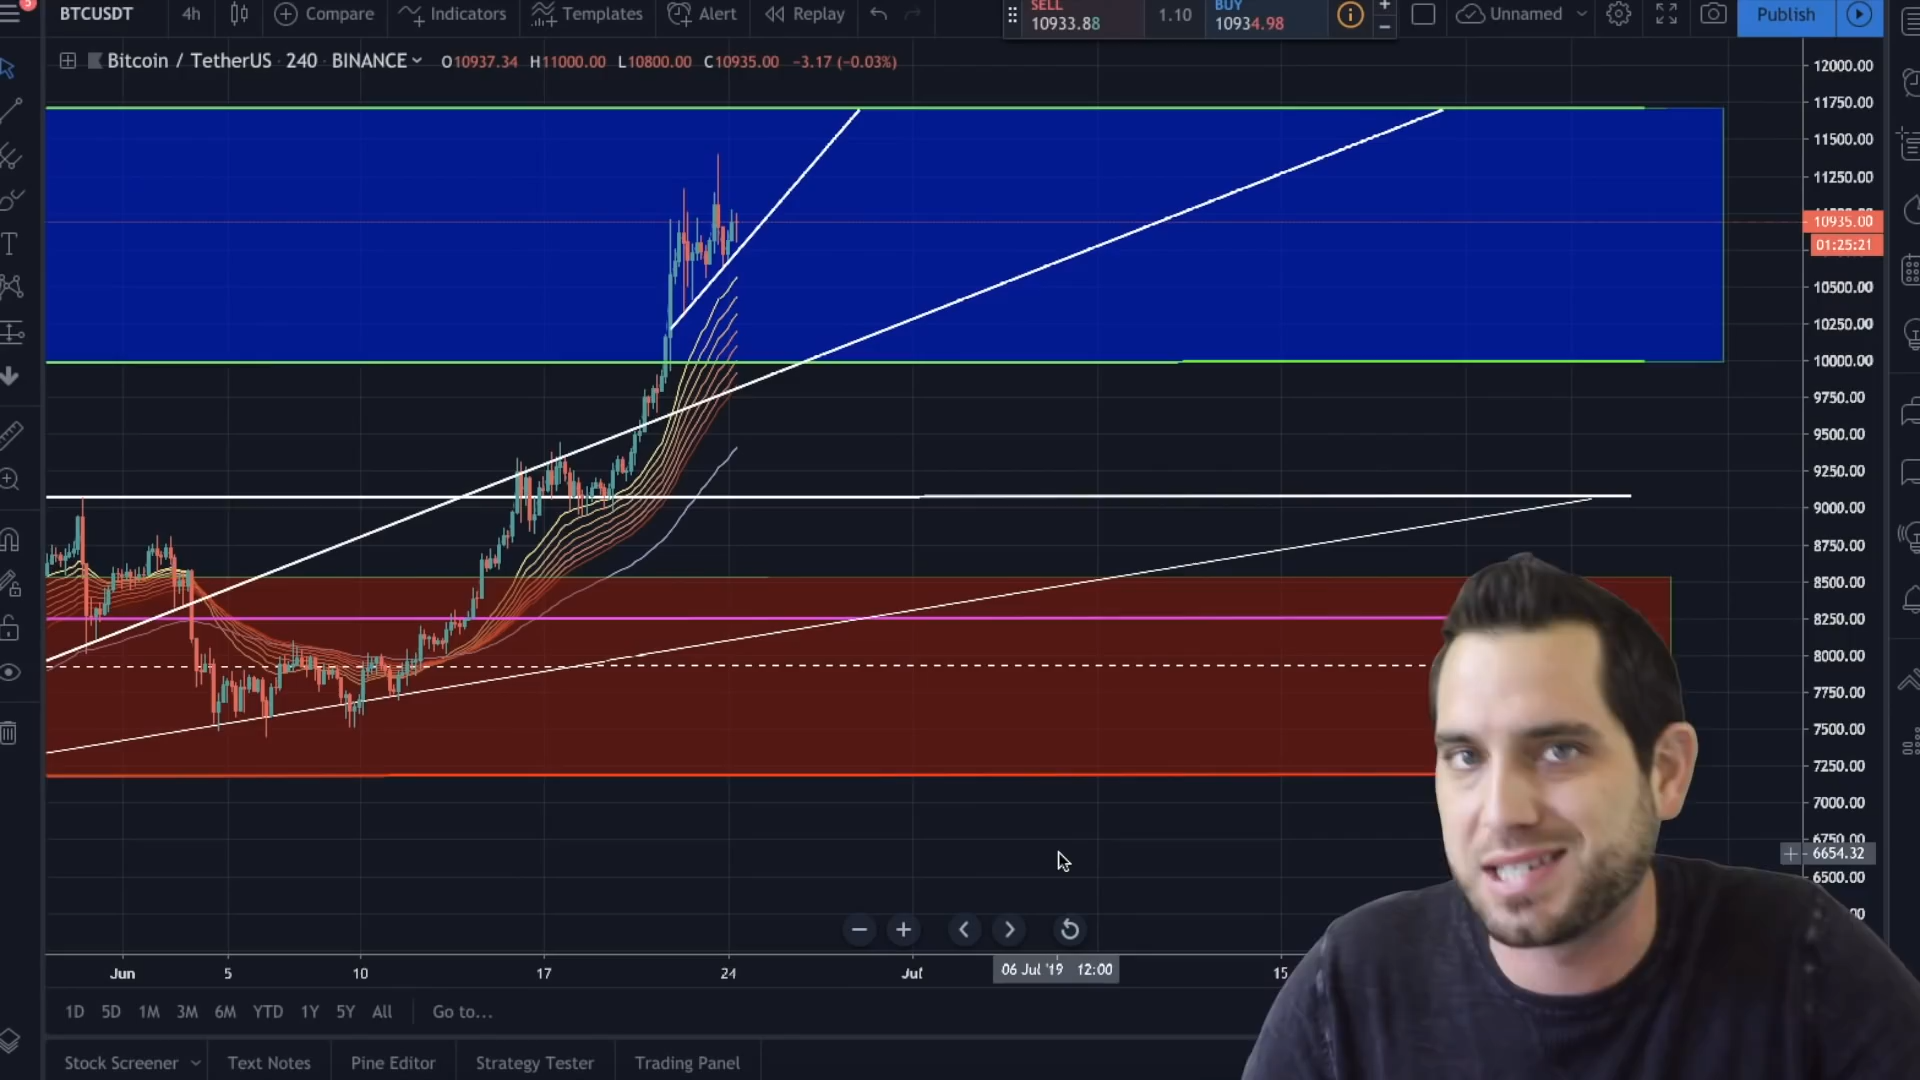 5
BTCUSDT
4h
Compare
Indicators
Templates
Alert
Replay
SELL
10933.88
1.10
BUY
10934.98
Unnamed
Publish
Bitcoin / TetherUS 240 BINANCE
O10937.34 H11000.00 L10800.00 C10935.00 −3.17 (−0.03%)
12000.00
11750.00
11500.00
11250.00
10935.00
01:25:21
10500.00
10250.00
10000.00
9750.00
9500.00
9250.00
9000.00
8750.00
8500.00
8250.00
8000.00
7750.00
7500.00
7250.00
7000.00
6750.00
6654.32
6500.00
Jun 5 10 17 24 Jul 06 Jul '19 12:00 15
1D 5D 1M 3M 6M YTD 1Y 5Y All Go to...
Stock Screener Text Notes Pine Editor Strategy Tester Trading Panel